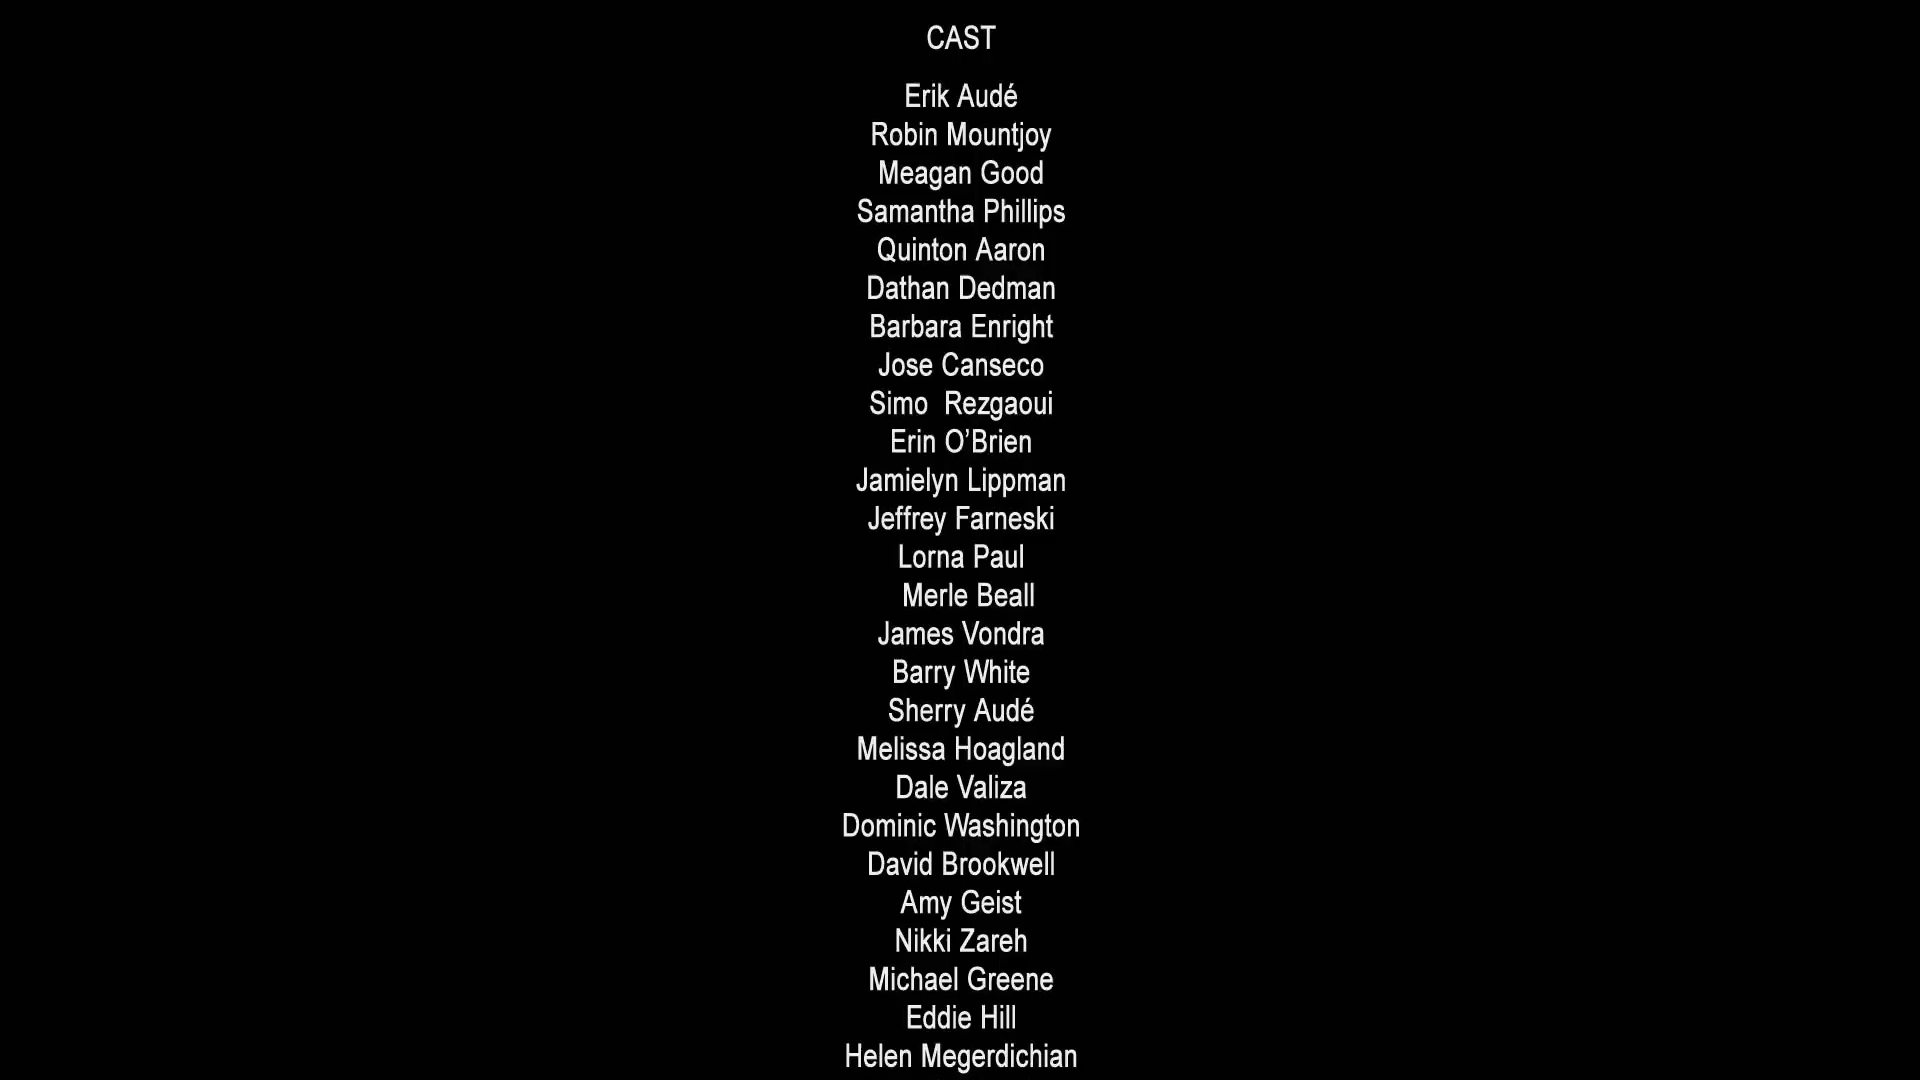 CAST
Erik Audé
Robin Mountjoy
Meagan Good
Samantha Phillips
Quinton Aaron
Dathan Dedman
Barbara Enright
Jose Canseco
Simo  Rezgaoui
Erin O’Brien
Jamielyn Lippman
Jeffrey Farneski
Lorna Paul
Merle Beall
James Vondra
Barry White
Sherry Audé
Melissa Hoagland
Dale Valiza
Dominic Washington
David Brookwell
Amy Geist
Nikki Zareh
Michael Greene
Eddie Hill
Helen Megerdichian